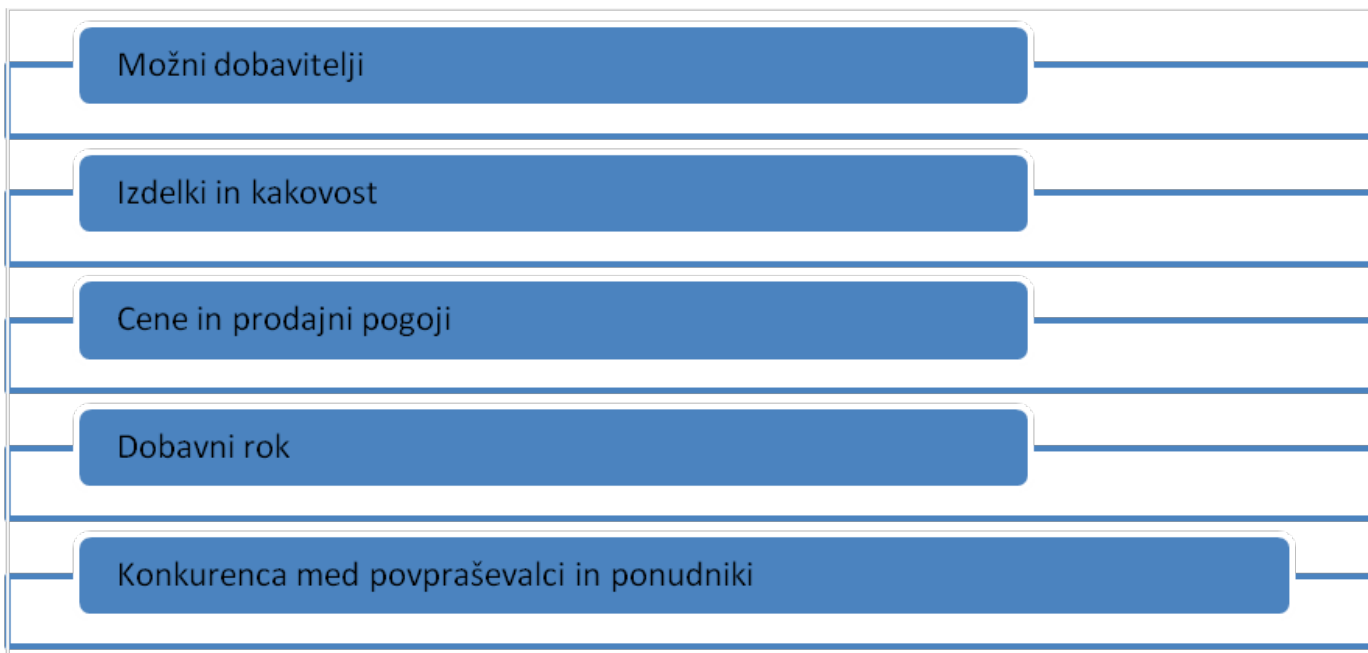 Možni dobavitelji
Izdelki in kakovost
Cene in prodajni pogoji
Dobavni rok
Konkurenca med povpraševalci in ponudniki